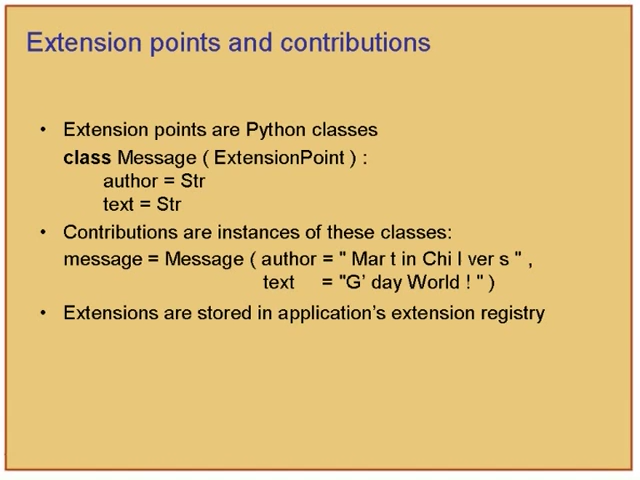 Extension points and contributions
• Extension points are Python classes
class Message ( ExtensionPoint ) :
author = Str
text = Str
• Contributions are instances of these classes:
message = Message ( author = " Mar t in Chi l ver s " ,
text = "G’ day World ! " )
• Extensions are stored in application’s extension registry